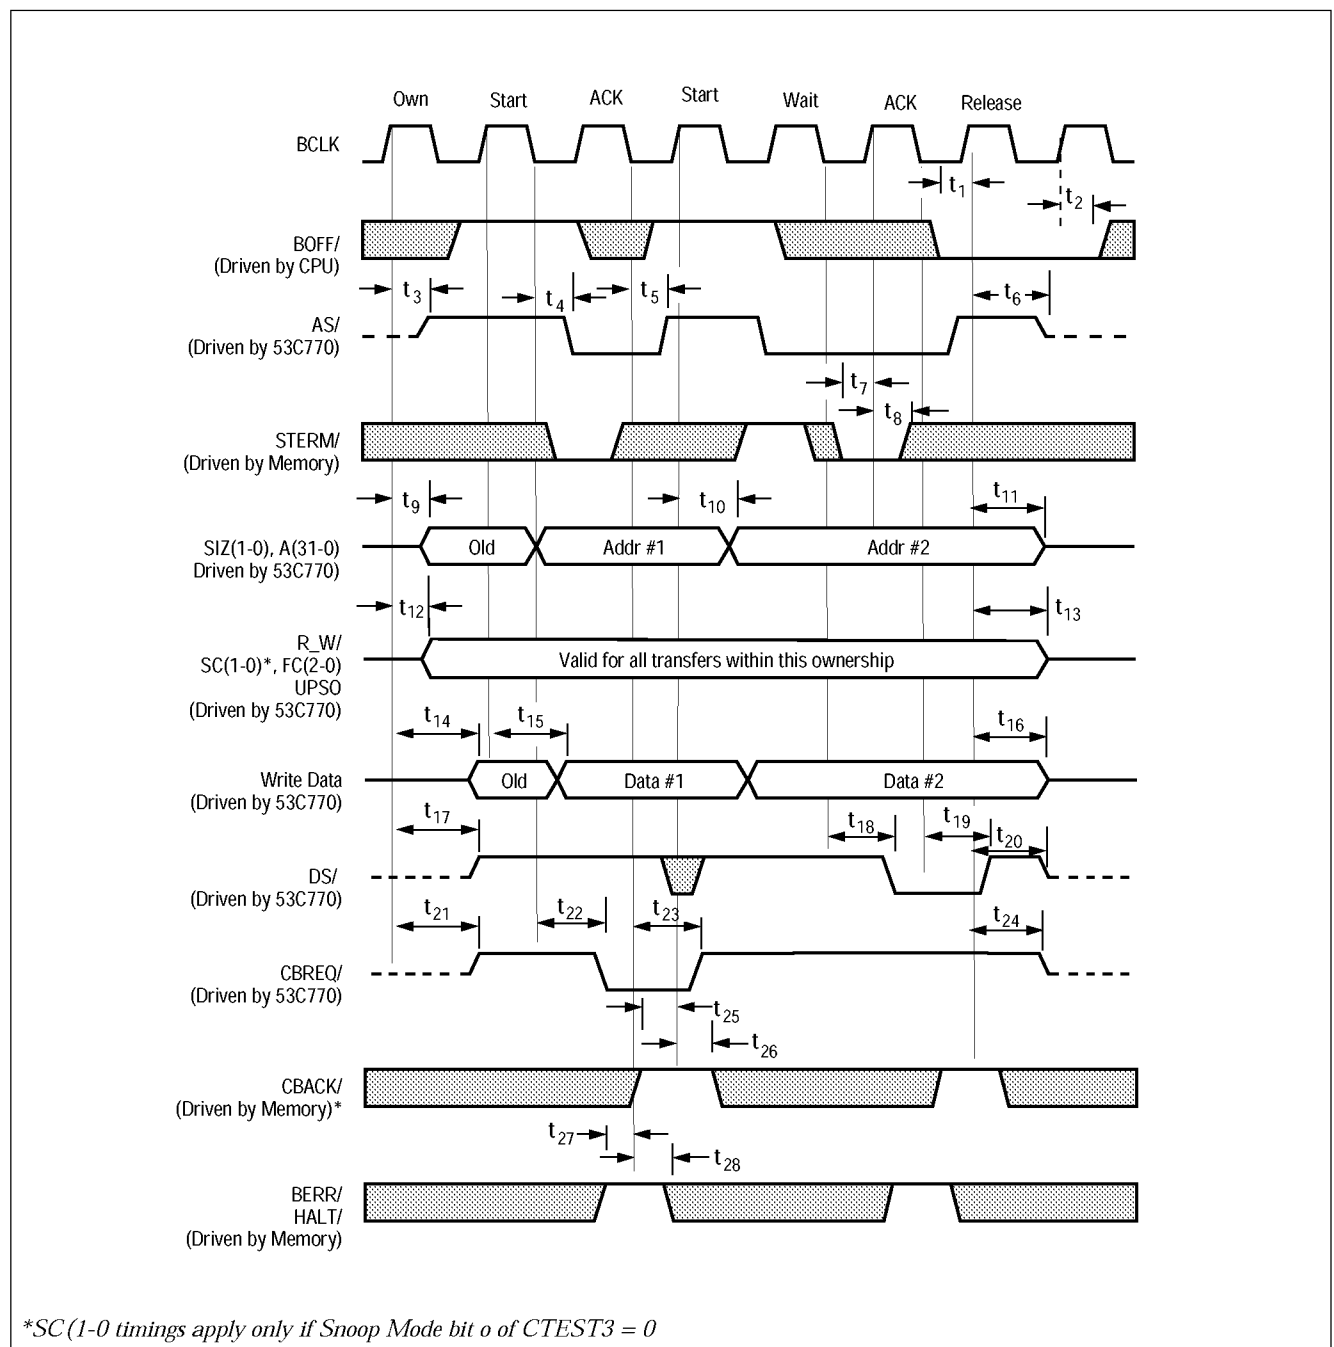 Own Start ACK Start Wait ACK Release
BCLK
t1
t2
BOFF/
(Driven by CPU)
t3 t4 t5 t6
AS/
(Driven by 53C770)
t7
t8
STERM/
(Driven by Memory)
t9 t10 t11
SIZ(1-0), A(31-0) Old Addr #1 Addr #2
Driven by 53C770)
t12 t13
R_W/
SC(1-0)*, FC(2-0) Valid for all transfers within this ownership
UPSO
(Driven by 53C770)
t14 t15 t16
Write Data Old Data #1 Data #2
(Driven by 53C770)
t17 t18 t19 t20
DS/
(Driven by 53C770)
t21 t22 t23 t24
CBREQ/
(Driven by 53C770)
t25
t26
CBACK/
(Driven by Memory)*
t27
t28
BERR/
HALT/
(Driven by Memory)
*SC(1-0 timings apply only if Snoop Mode bit o of CTEST3 = 0